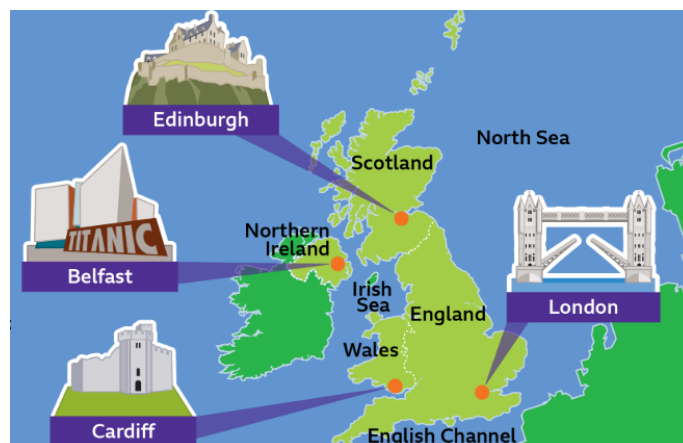 Edinburgh
North Sea
Scotland
TITANIC
Northern
Ireland
Belfast
Irish
Sea
England
London
Wales
Cardiff
English Channel